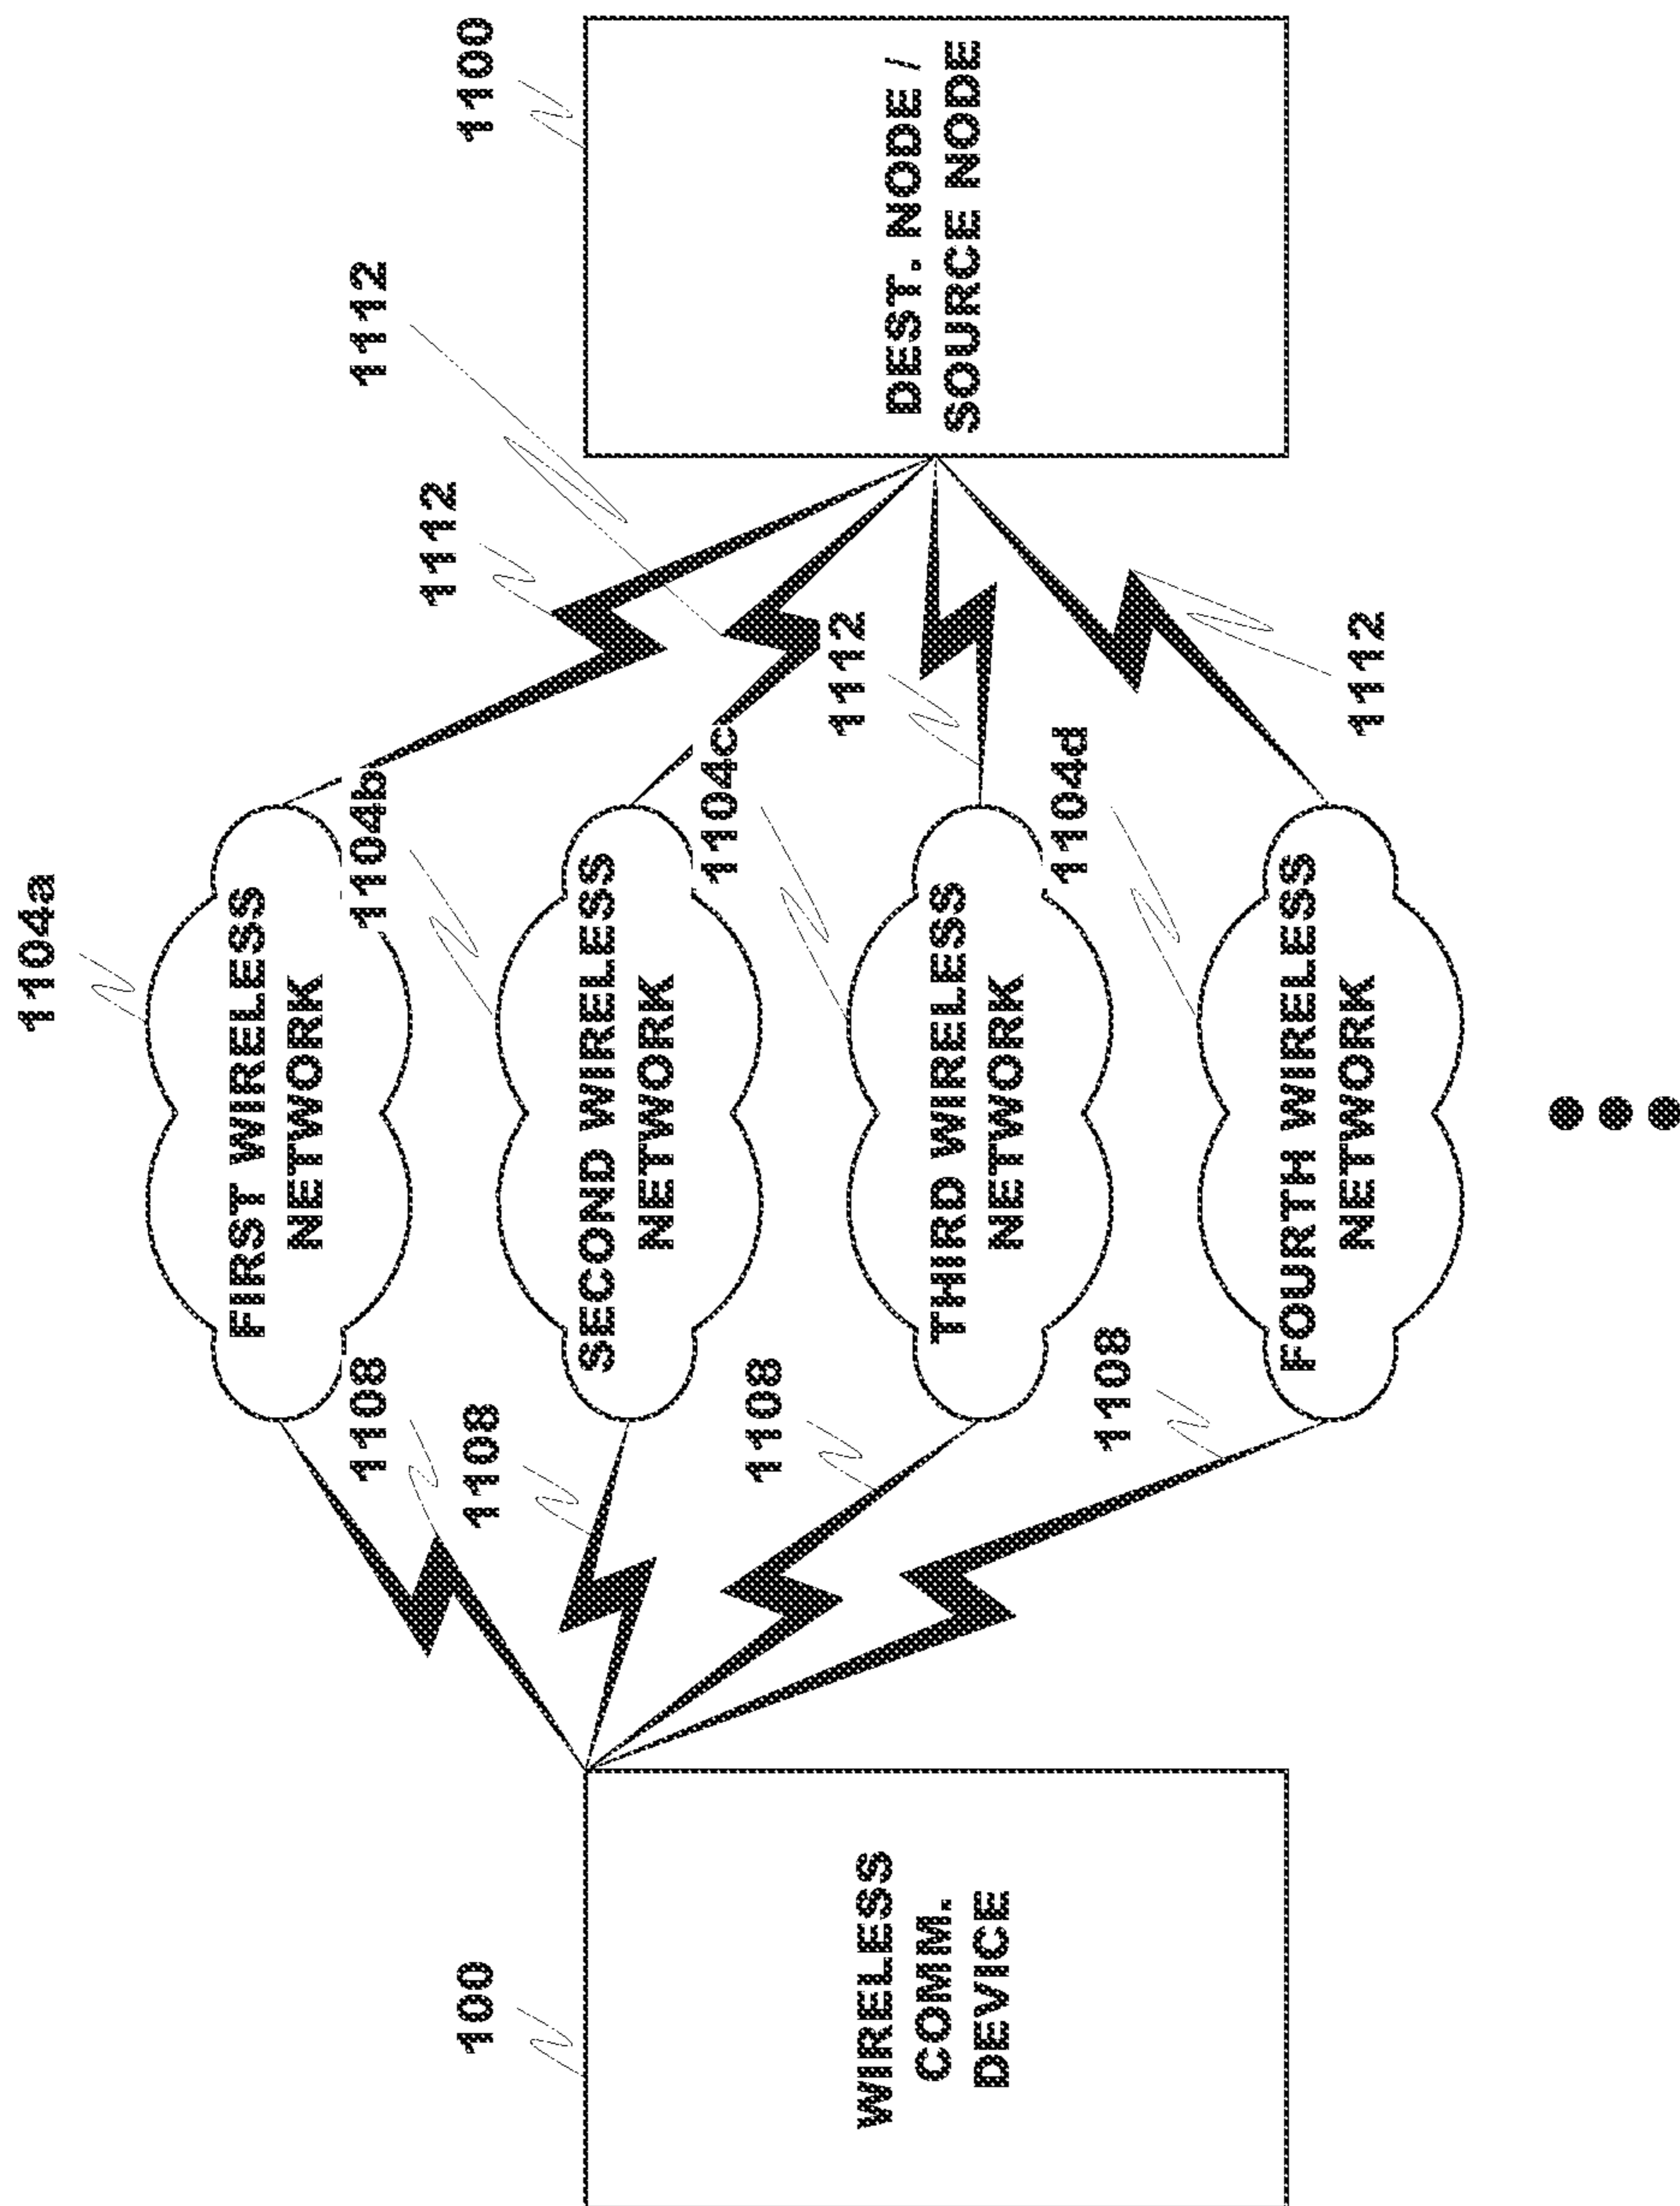 1104a
FIRST WIRELESS
NETWORK
1108
1104b
1112
1112
100
1108
SECOND WIRELESS
NETWORK
1104c
1100
WIRELESS
COMM.
DEVICE
1108
THIRD WIRELESS
NETWORK
1112
DEST. NODE /
SOURCE NODE
1108
1104d
FOURTH WIRELESS
NETWORK
1112